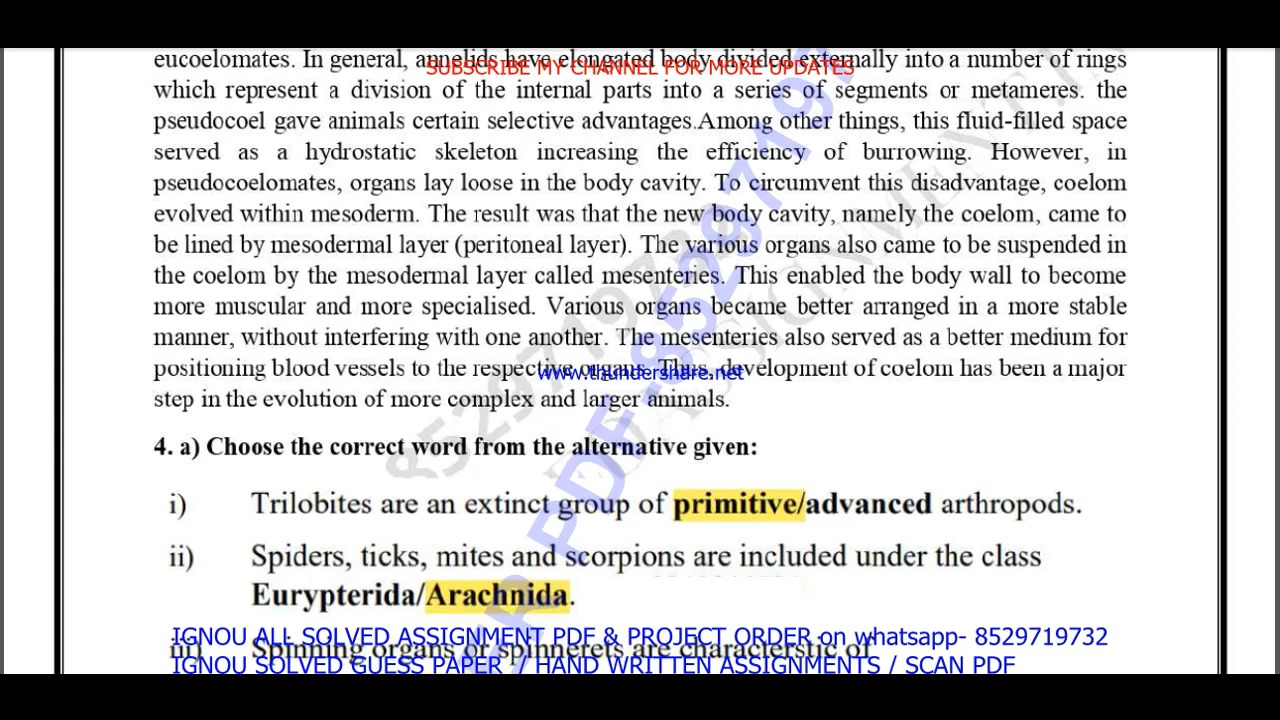 eucoelomates. In general, annelids have elongated body divided externally into a number of rings
SUBSCRIBE MY CHANNEL FOR MORE UPDATES
which represent a division of the internal parts into a series of segments or metameres. the
pseudocoel gave animals certain selective advantages.Among other things, this fluid-filled space
served as a hydrostatic skeleton increasing the efficiency of burrowing. However, in
pseudocoelomates, organs lay loose in the body cavity. To circumvent this disadvantage, coelom
evolved within mesoderm. The result was that the new body cavity, namely the coelom, came to
be lined by mesodermal layer (peritoneal layer). The various organs also came to be suspended in
the coelom by the mesodermal layer called mesenteries. This enabled the body wall to become
more muscular and more specialised. Various organs became better arranged in a more stable
manner, without interfering with one another. The mesenteries also served as a better medium for
positioning blood vessels to the respective organs. Thus, development of coelom has been a major
www.thundershare.net
step in the evolution of more complex and larger animals.
4. a) Choose the correct word from the alternative given:
i) Trilobites are an extinct group of primitive/advanced arthropods.
ii) Spiders, ticks, mites and scorpions are included under the class
Eurypterida/Arachnida.
IGNOU ALL SOLVED ASSIGNMENT PDF & PROJECT ORDER on whatsapp- 8529719732
iii) Spinning organs or spinnerets are characterstic of
IGNOU SOLVED GUESS PAPER / HAND WRITTEN ASSIGNMENTS / SCAN PDF